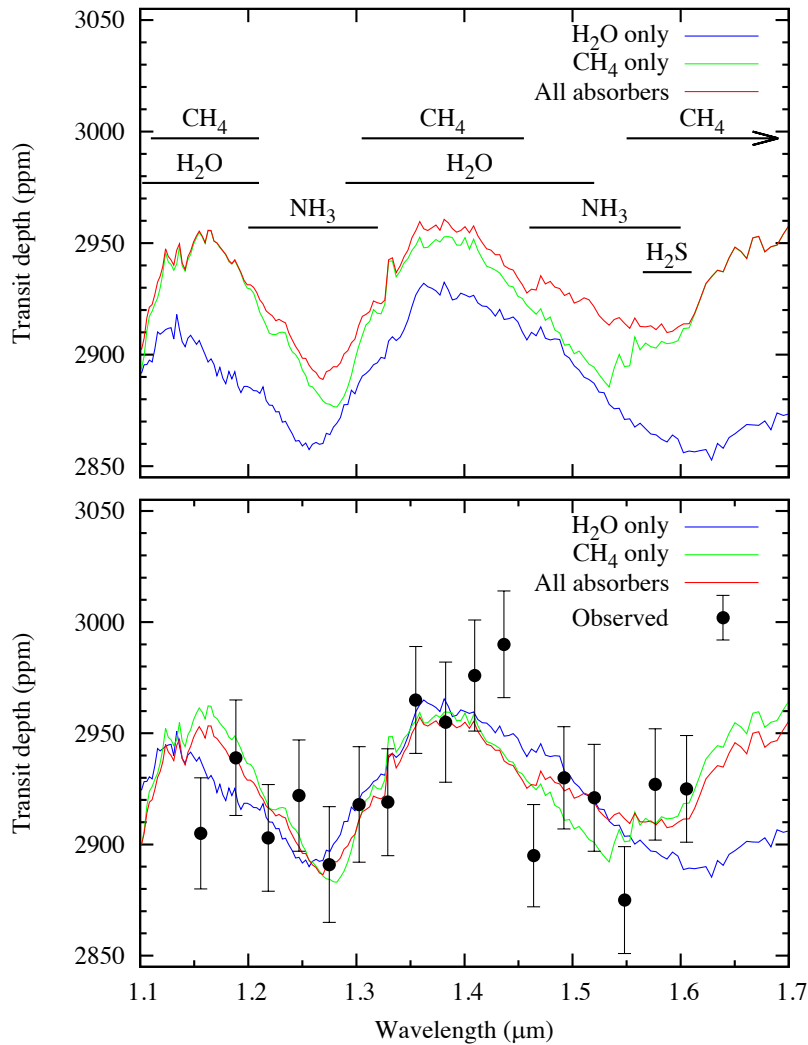 3050
H₂O only
CH₄ only
All absorbers
3000
CH₄ CH₄ CH₄
H₂O H₂O
NH₃ NH₃
2950
H₂S
Transit depth (ppm)
2900
2850
3050
H₂O only
CH₄ only
All absorbers
Observed
3000
2950
Transit depth (ppm)
2900
2850
1.1 1.2 1.3 1.4 1.5 1.6 1.7
Wavelength (μm)